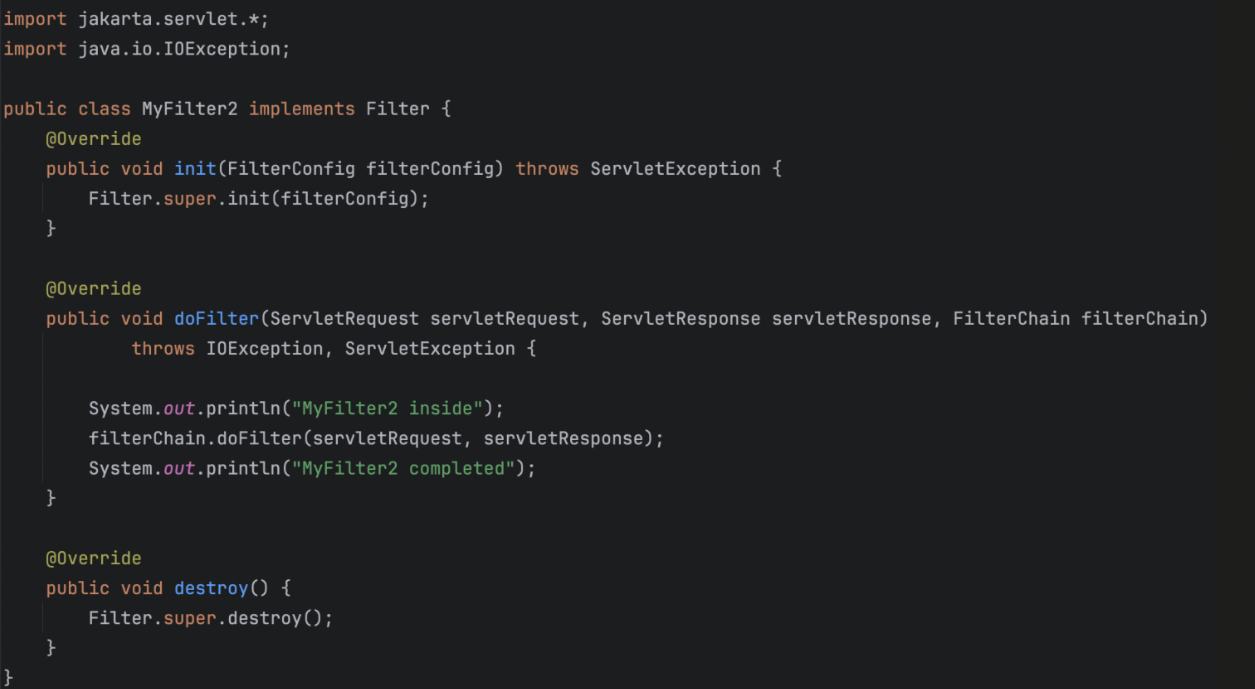 import jakarta.servlet.*;
import java.io.IOException;

public class MyFilter2 implements Filter {
    @Override
    public void init(FilterConfig filterConfig) throws ServletException {
        Filter.super.init(filterConfig);
    }

    @Override
    public void doFilter(ServletRequest servletRequest, ServletResponse servletResponse, FilterChain filterChain)
            throws IOException, ServletException {

        System.out.println("MyFilter2 inside");
        filterChain.doFilter(servletRequest, servletResponse);
        System.out.println("MyFilter2 completed");
    }

    @Override
    public void destroy() {
        Filter.super.destroy();
    }
}